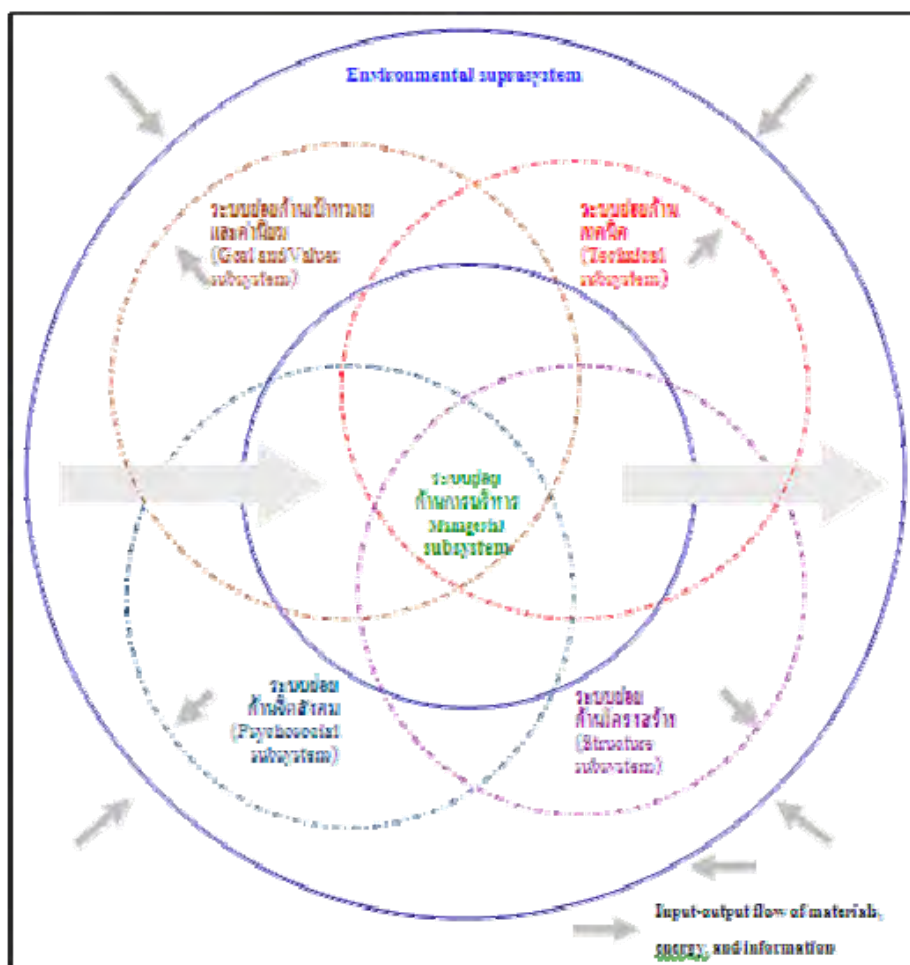 Environmental suprasystem
ระบบย่อยด้านเป้าหมาย
และค่านิยม
(Goal and Values
subsystem)
ระบบย่อยด้าน
เทคนิค
(Technical
subsystem)
ระบบย่อย
ด้านการบริหาร
Managerial
subsystem
ระบบย่อย
ด้านจิตสังคม
(Psychosocial
subsystem)
ระบบย่อย
ด้านโครงสร้าง
(Structure
subsystem)
Input-output flow of materials,
energy, and information